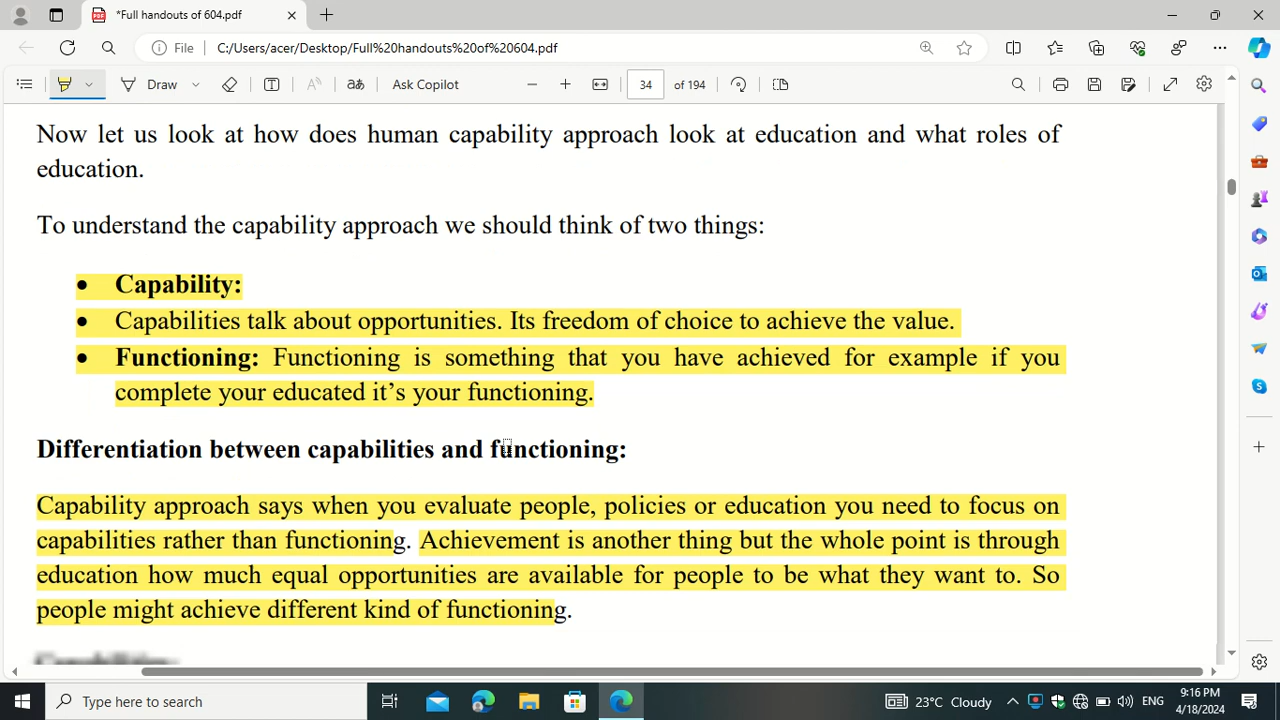 *Full handouts of 604.pdf
File
C:/Users/acer/Desktop/Full%20handouts%20of%20604.pdf
Draw
aあ
Ask Copilot
34
of 194
Now let us look at how does human capability approach look at education and what roles of
education.
To understand the capability approach we should think of two things:
• Capability:
• Capabilities talk about opportunities. Its freedom of choice to achieve the value.
• Functioning: Functioning is something that you have achieved for example if you
complete your educated it’s your functioning.
Differentiation between capabilities and functioning:
Capability approach says when you evaluate people, policies or education you need to focus on
capabilities rather than functioning. Achievement is another thing but the whole point is through
education how much equal opportunities are available for people to be what they want to. So
people might achieve different kind of functioning.
Capabilities:
Type here to search
23°C Cloudy
ENG
9:16 PM
4/18/2024